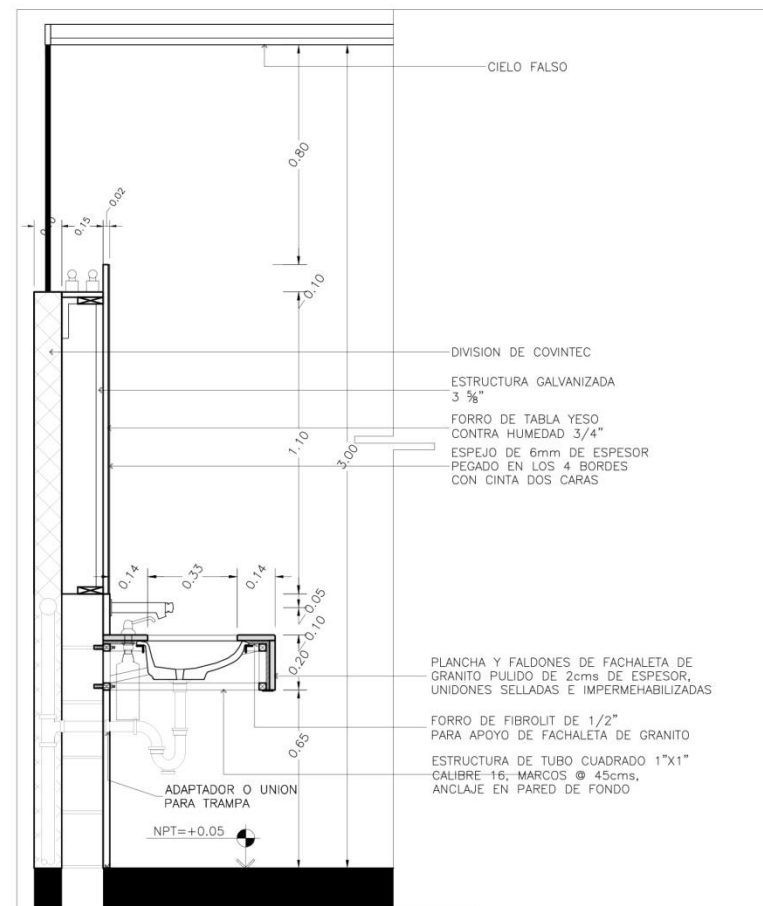 CIELO FALSO
0.80
0.02
0.15
0.10
DIVISION DE COVINTEC
ESTRUCTURA GALVANIZADA
3 ⅝"
FORRO DE TABLA YESO
CONTRA HUMEDAD 3/4"
1.10
3.00
ESPEJO DE 6mm DE ESPESOR
PEGADO EN LOS 4 BORDES
CON CINTA DOS CARAS
0.14
0.33
0.14
0.05
0.10
0.20
PLANCHA Y FALDONES DE FACHALETA DE
GRANITO PULIDO DE 2cms DE ESPESOR,
UNIDONES SELLADAS E IMPERMEHABILIZADAS
FORRO DE FIBROLIT DE 1/2"
PARA APOYO DE FACHALETA DE GRANITO
0.65
ESTRUCTURA DE TUBO CUADRADO 1"X1"
CALIBRE 16, MARCOS @ 45cms,
ANCLAJE EN PARED DE FONDO
ADAPTADOR O UNION
PARA TRAMPA
NPT=+0.05